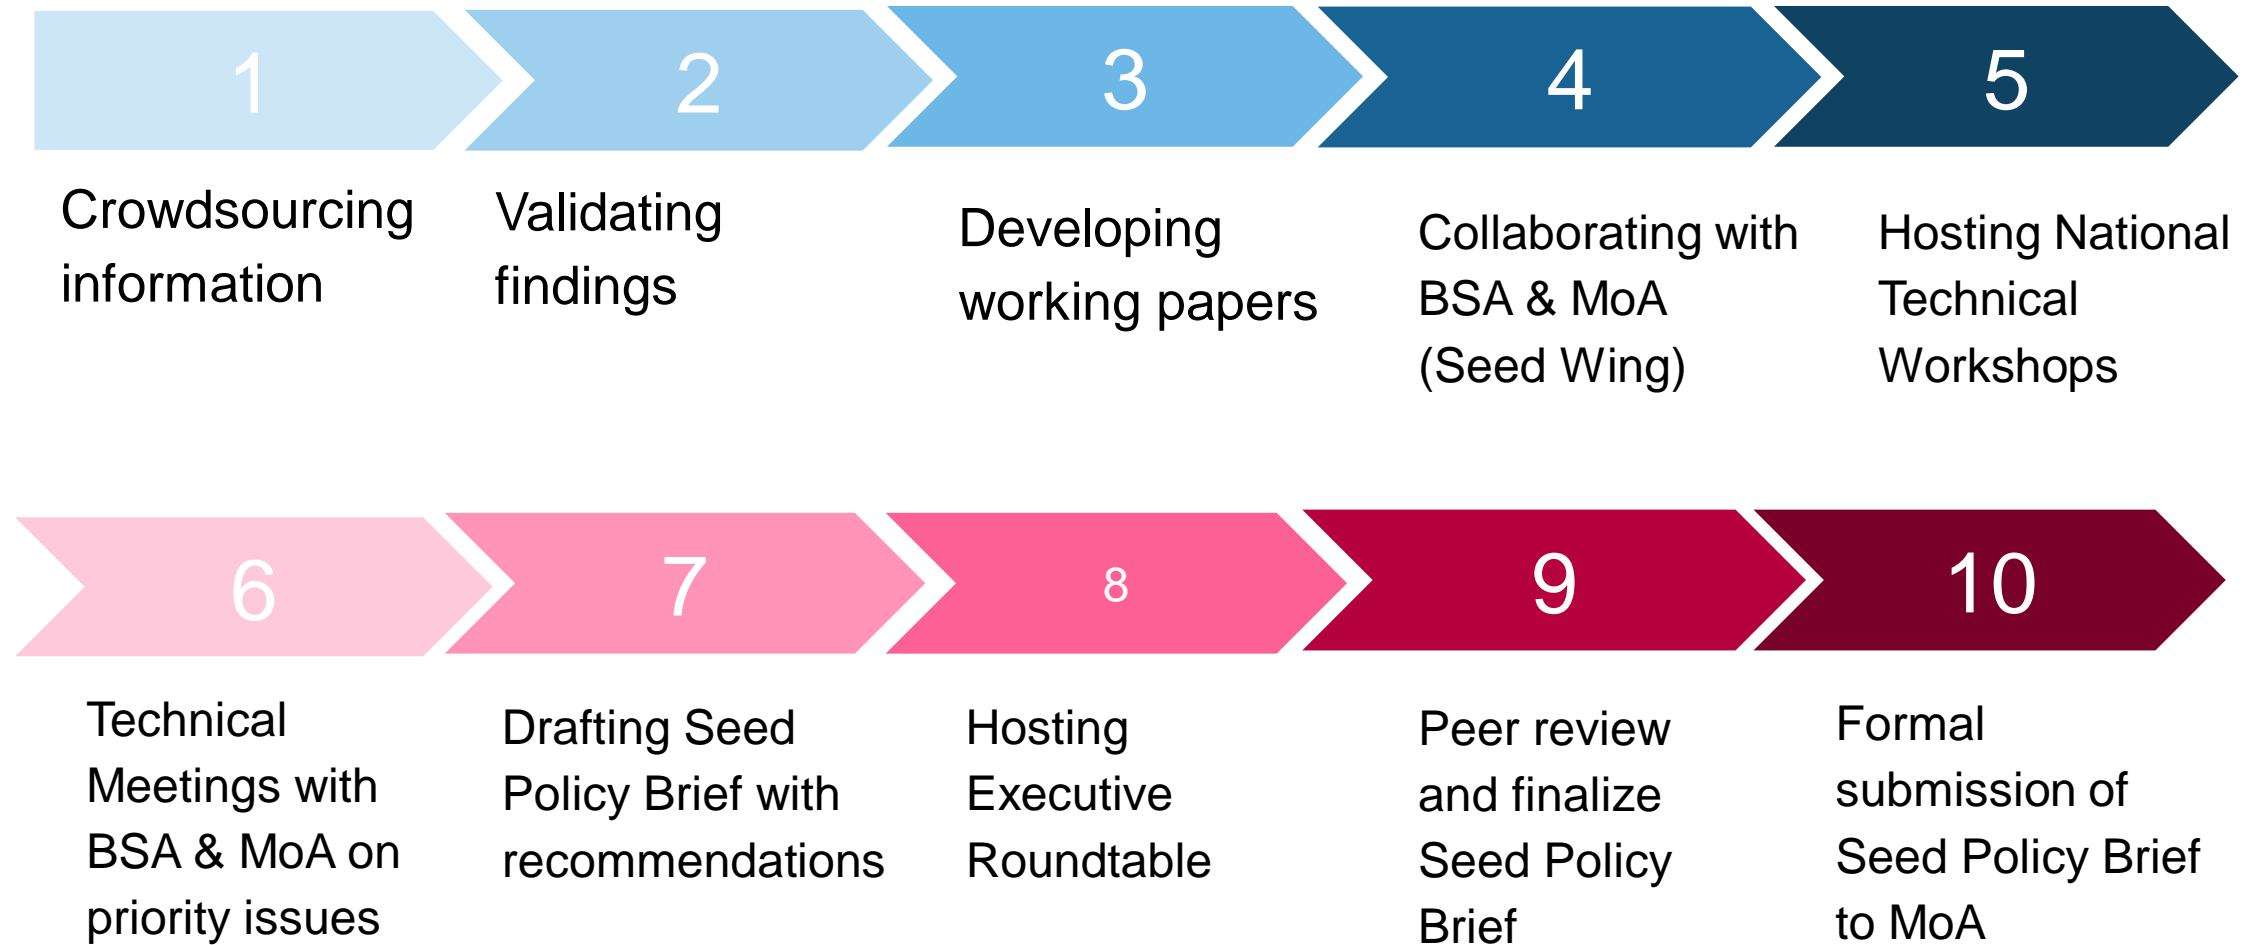 1
2
3
4
5
Crowdsourcing
information
Validating
findings
Developing
working papers
Collaborating with
BSA & MoA
(Seed Wing)
Hosting National
Technical
Workshops
6
7
8
9
10
Technical
Meetings with
BSA & MoA on
priority issues
Drafting Seed
Policy Brief with
recommendations
Hosting
Executive
Roundtable
Peer review
and finalize
Seed Policy
Brief
Formal
submission of
Seed Policy Brief
to MoA